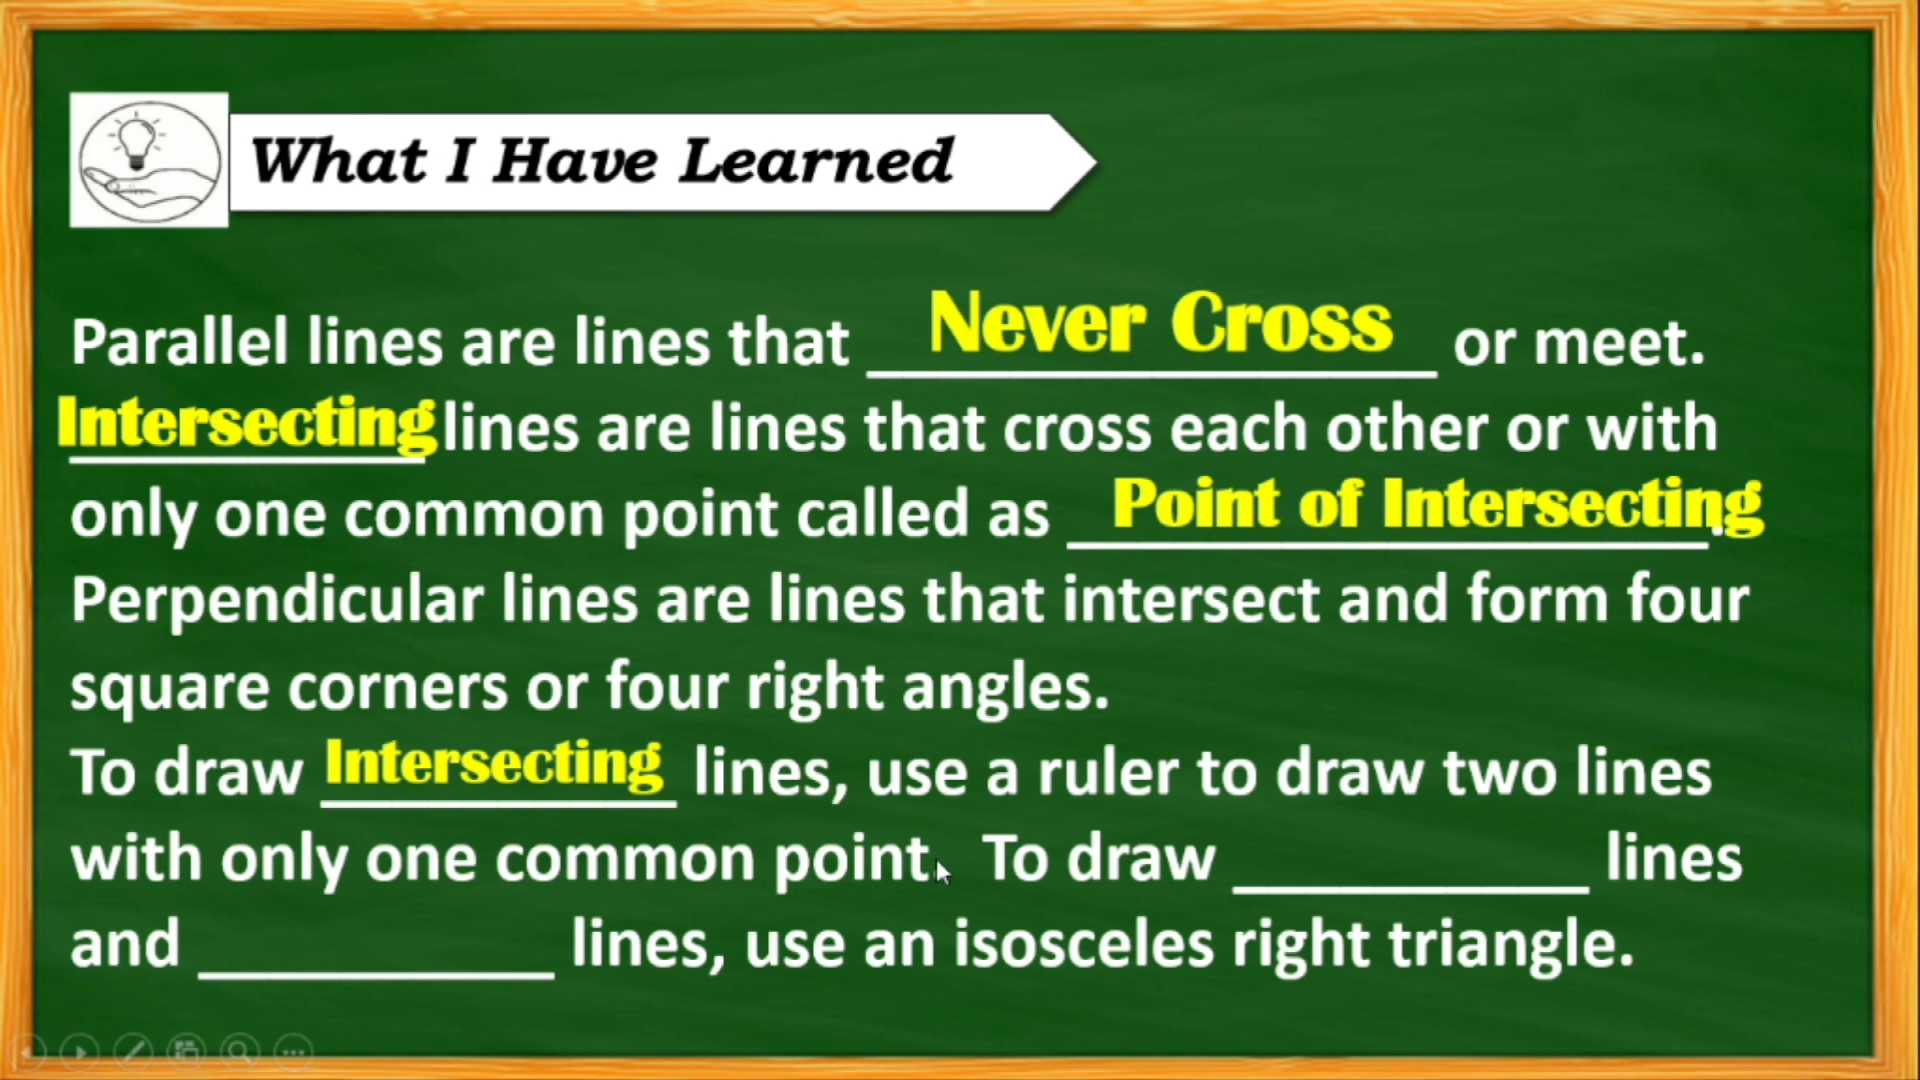 What I Have Learned
Parallel lines are lines that Never Cross or meet.
Intersecting lines are lines that cross each other or with
only one common point called as Point of Intersecting.
Perpendicular lines are lines that intersect and form four
square corners or four right angles.
To draw Intersecting lines, use a ruler to draw two lines
with only one common point. To draw __________ lines
and __________ lines, use an isosceles right triangle.